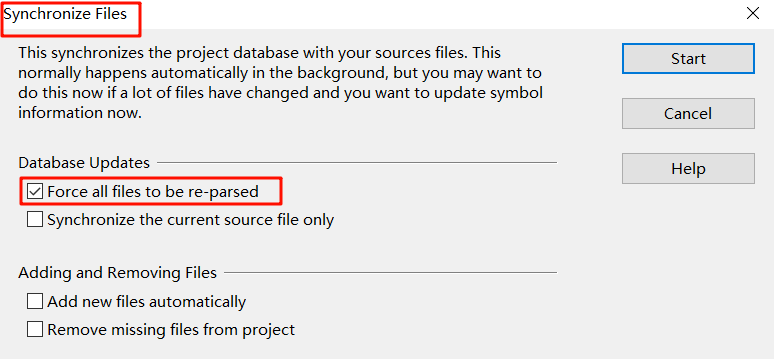 Synchronize Files
This synchronizes the project database with your sources files. This
normally happens automatically in the background, but you may want to
do this now if a lot of files have changed and you want to update symbol
information now.
Start
Cancel
Help
Database Updates
Force all files to be re-parsed
Synchronize the current source file only
Adding and Removing Files
Add new files automatically
Remove missing files from project